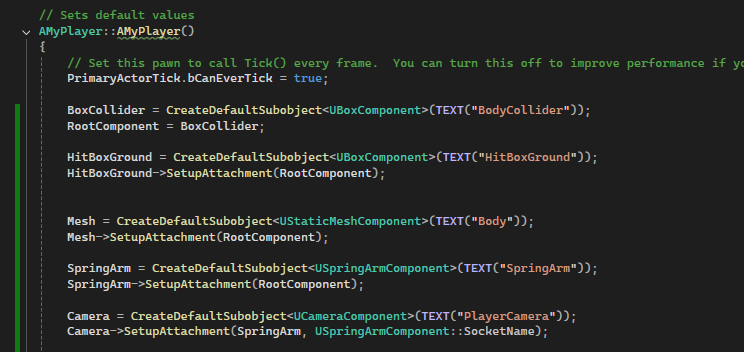 // Sets default values
AMyPlayer::AMyPlayer()
{
// Set this pawn to call Tick() every frame.  You can turn this off to improve performance if
PrimaryActorTick.bCanEverTick = true;
BoxCollider = CreateDefaultSubobject<UBoxComponent>(TEXT("BodyCollider"));
RootComponent = BoxCollider;
HitBoxGround = CreateDefaultSubobject<UBoxComponent>(TEXT("HitBoxGround"));
HitBoxGround->SetupAttachment(RootComponent);
Mesh = CreateDefaultSubobject<UStaticMeshComponent>(TEXT("Body"));
Mesh->SetupAttachment(RootComponent);
SpringArm = CreateDefaultSubobject<USpringArmComponent>(TEXT("SpringArm"));
SpringArm->SetupAttachment(RootComponent);
Camera = CreateDefaultSubobject<UCameraComponent>(TEXT("PlayerCamera"));
Camera->SetupAttachment(SpringArm, USpringArmComponent::SocketName);